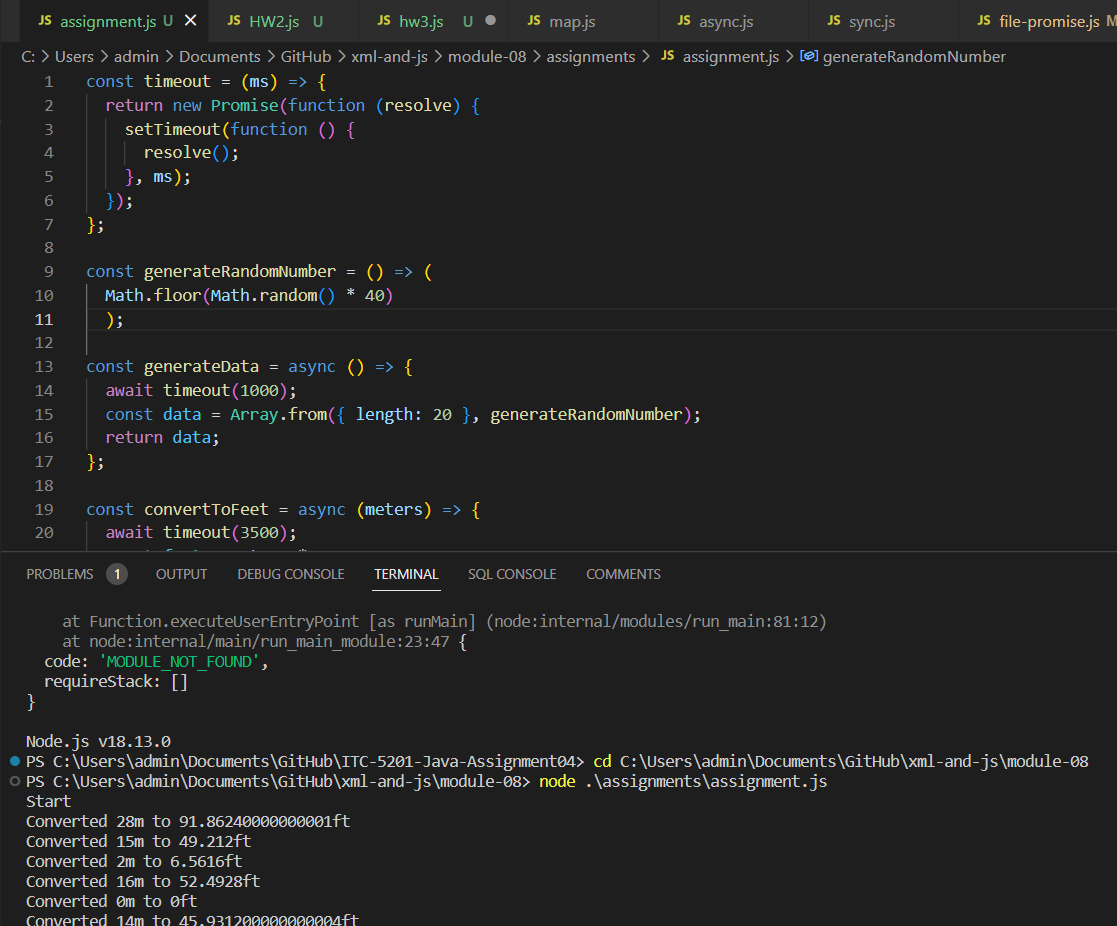 JS assignment.js U
JS HW2.js U
JS hw3.js U
JS map.js
JS async.js
JS sync.js
JS file-promise.js M
C: > Users > admin > Documents > GitHub > xml-and-js > module-08 > assignments > JS assignment.js > generateRandomNumber
1 const timeout = (ms) => {
2 return new Promise(function (resolve) {
3 setTimeout(function () {
4 resolve();
5 }, ms);
6 });
7 };
8
9 const generateRandomNumber = () => (
10 Math.floor(Math.random() * 40)
11 );
12
13 const generateData = async () => {
14 await timeout(1000);
15 const data = Array.from({ length: 20 }, generateRandomNumber);
16 return data;
17 };
18
19 const convertToFeet = async (meters) => {
20 await timeout(3500);
PROBLEMS 1 OUTPUT DEBUG CONSOLE TERMINAL SQL CONSOLE COMMENTS
at Function.executeUserEntryPoint [as runMain] (node:internal/modules/run_main:81:12)
at node:internal/main/run_main_module:23:47 {
code: 'MODULE_NOT_FOUND',
requireStack: []
}
Node.js v18.13.0
PS C:\Users\admin\Documents\GitHub\ITC-5201-Java-Assignment04> cd C:\Users\admin\Documents\GitHub\xml-and-js\module-08
PS C:\Users\admin\Documents\GitHub\xml-and-js\module-08> node .\assignments\assignment.js
Start
Converted 28m to 91.86240000000001ft
Converted 15m to 49.212ft
Converted 2m to 6.5616ft
Converted 16m to 52.4928ft
Converted 0m to 0ft
Converted 14m to 45.931200000000004ft